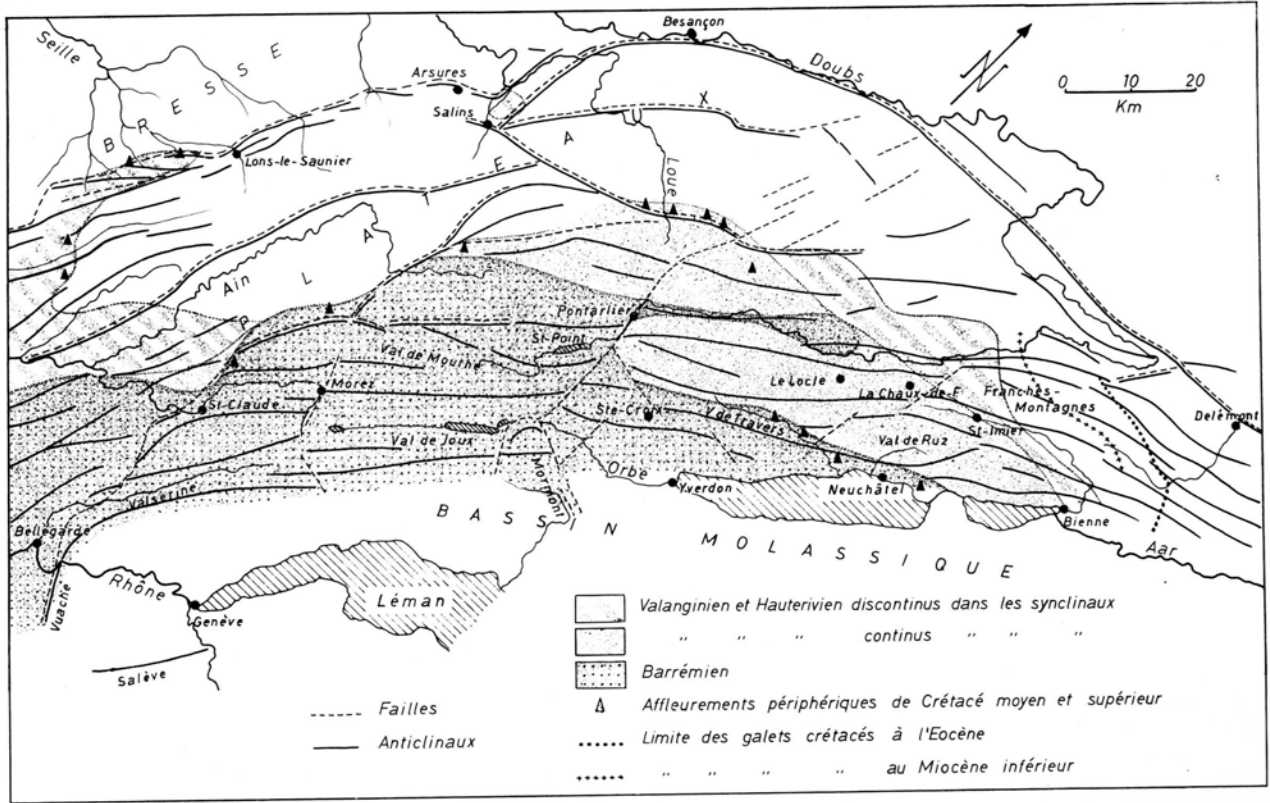 Besançon
Seille
Doubs
N
0 10 20
Km
BRESSE
Arsures
Salins
Lons-le-Saunier
Loue
PLATEAUX
Ain
Pontarlier
St-Point
Val de Mouthe
Morez
St-Claude
Le Locle
La Chaux-de-F
Franches-
Montagnes
Delémont
St-Imier
Ste-Croix
V de Travers
Val de Ruz
Val de Joux
Orbe
Mormont
Yverdon
Neuchâtel
Bienne
Aar
Valserine
Bellegarde
BASSIN MOLASSIQUE
Rhône
Léman
Genève
Vuache
Salève
Failles
Anticlinaux
Valanginien et Hauterivien discontinus dans les synclinaux
„ „ „ continus „ „ „
Barrémien
Affleurements périphériques de Crétacé moyen et supérieur
Limite des galets crétacés à l'Eocène
„ „ „ „ au Miocène inférieur